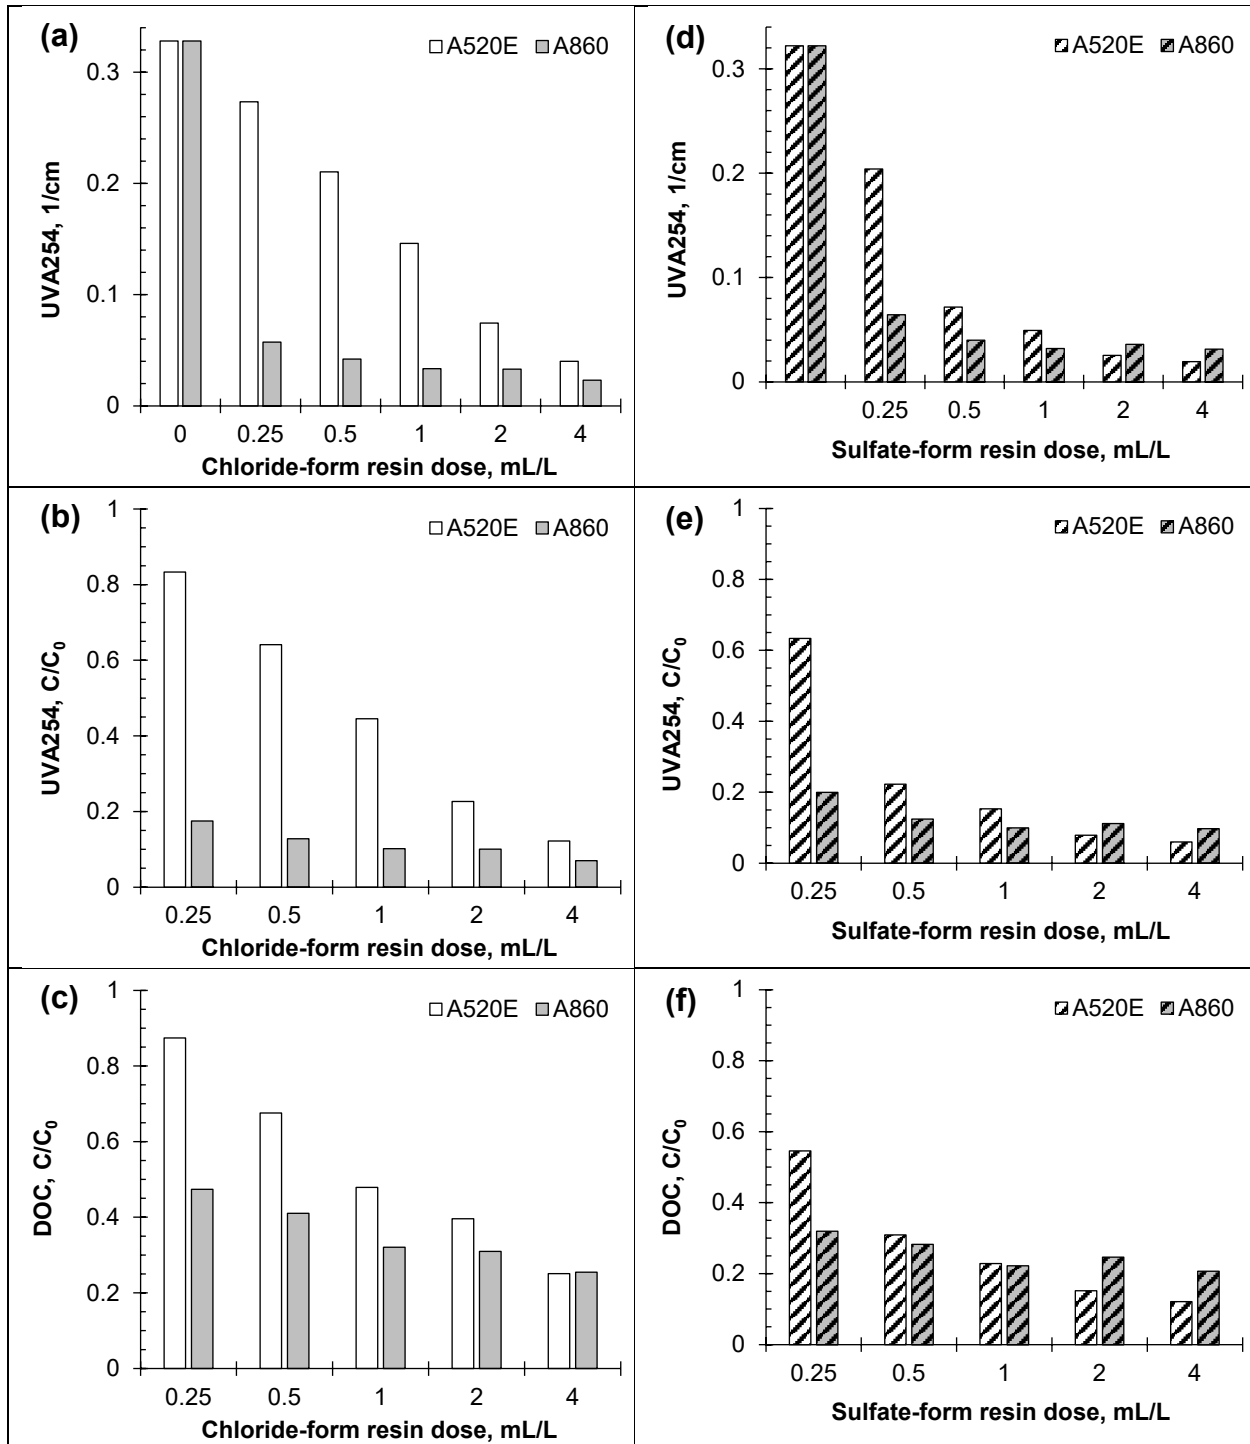 (a)
A520E A860
UVA254, 1/cm
0.3
0.2
0.1
0
0 0.25 0.5 1 2 4
Chloride-form resin dose, mL/L
(d)
A520E A860
UVA254, 1/cm
0.3
0.2
0.1
0
0.25 0.5 1 2 4
Sulfate-form resin dose, mL/L
(b)
A520E A860
UVA254, C/C₀
1
0.8
0.6
0.4
0.2
0
0.25 0.5 1 2 4
Chloride-form resin dose, mL/L
(e)
A520E A860
UVA254, C/C₀
1
0.8
0.6
0.4
0.2
0
0.25 0.5 1 2 4
Sulfate-form resin dose, mL/L
(c)
A520E A860
DOC, C/C₀
1
0.8
0.6
0.4
0.2
0
0.25 0.5 1 2 4
Chloride-form resin dose, mL/L
(f)
A520E A860
DOC, C/C₀
1
0.8
0.6
0.4
0.2
0
0.25 0.5 1 2 4
Sulfate-form resin dose, mL/L